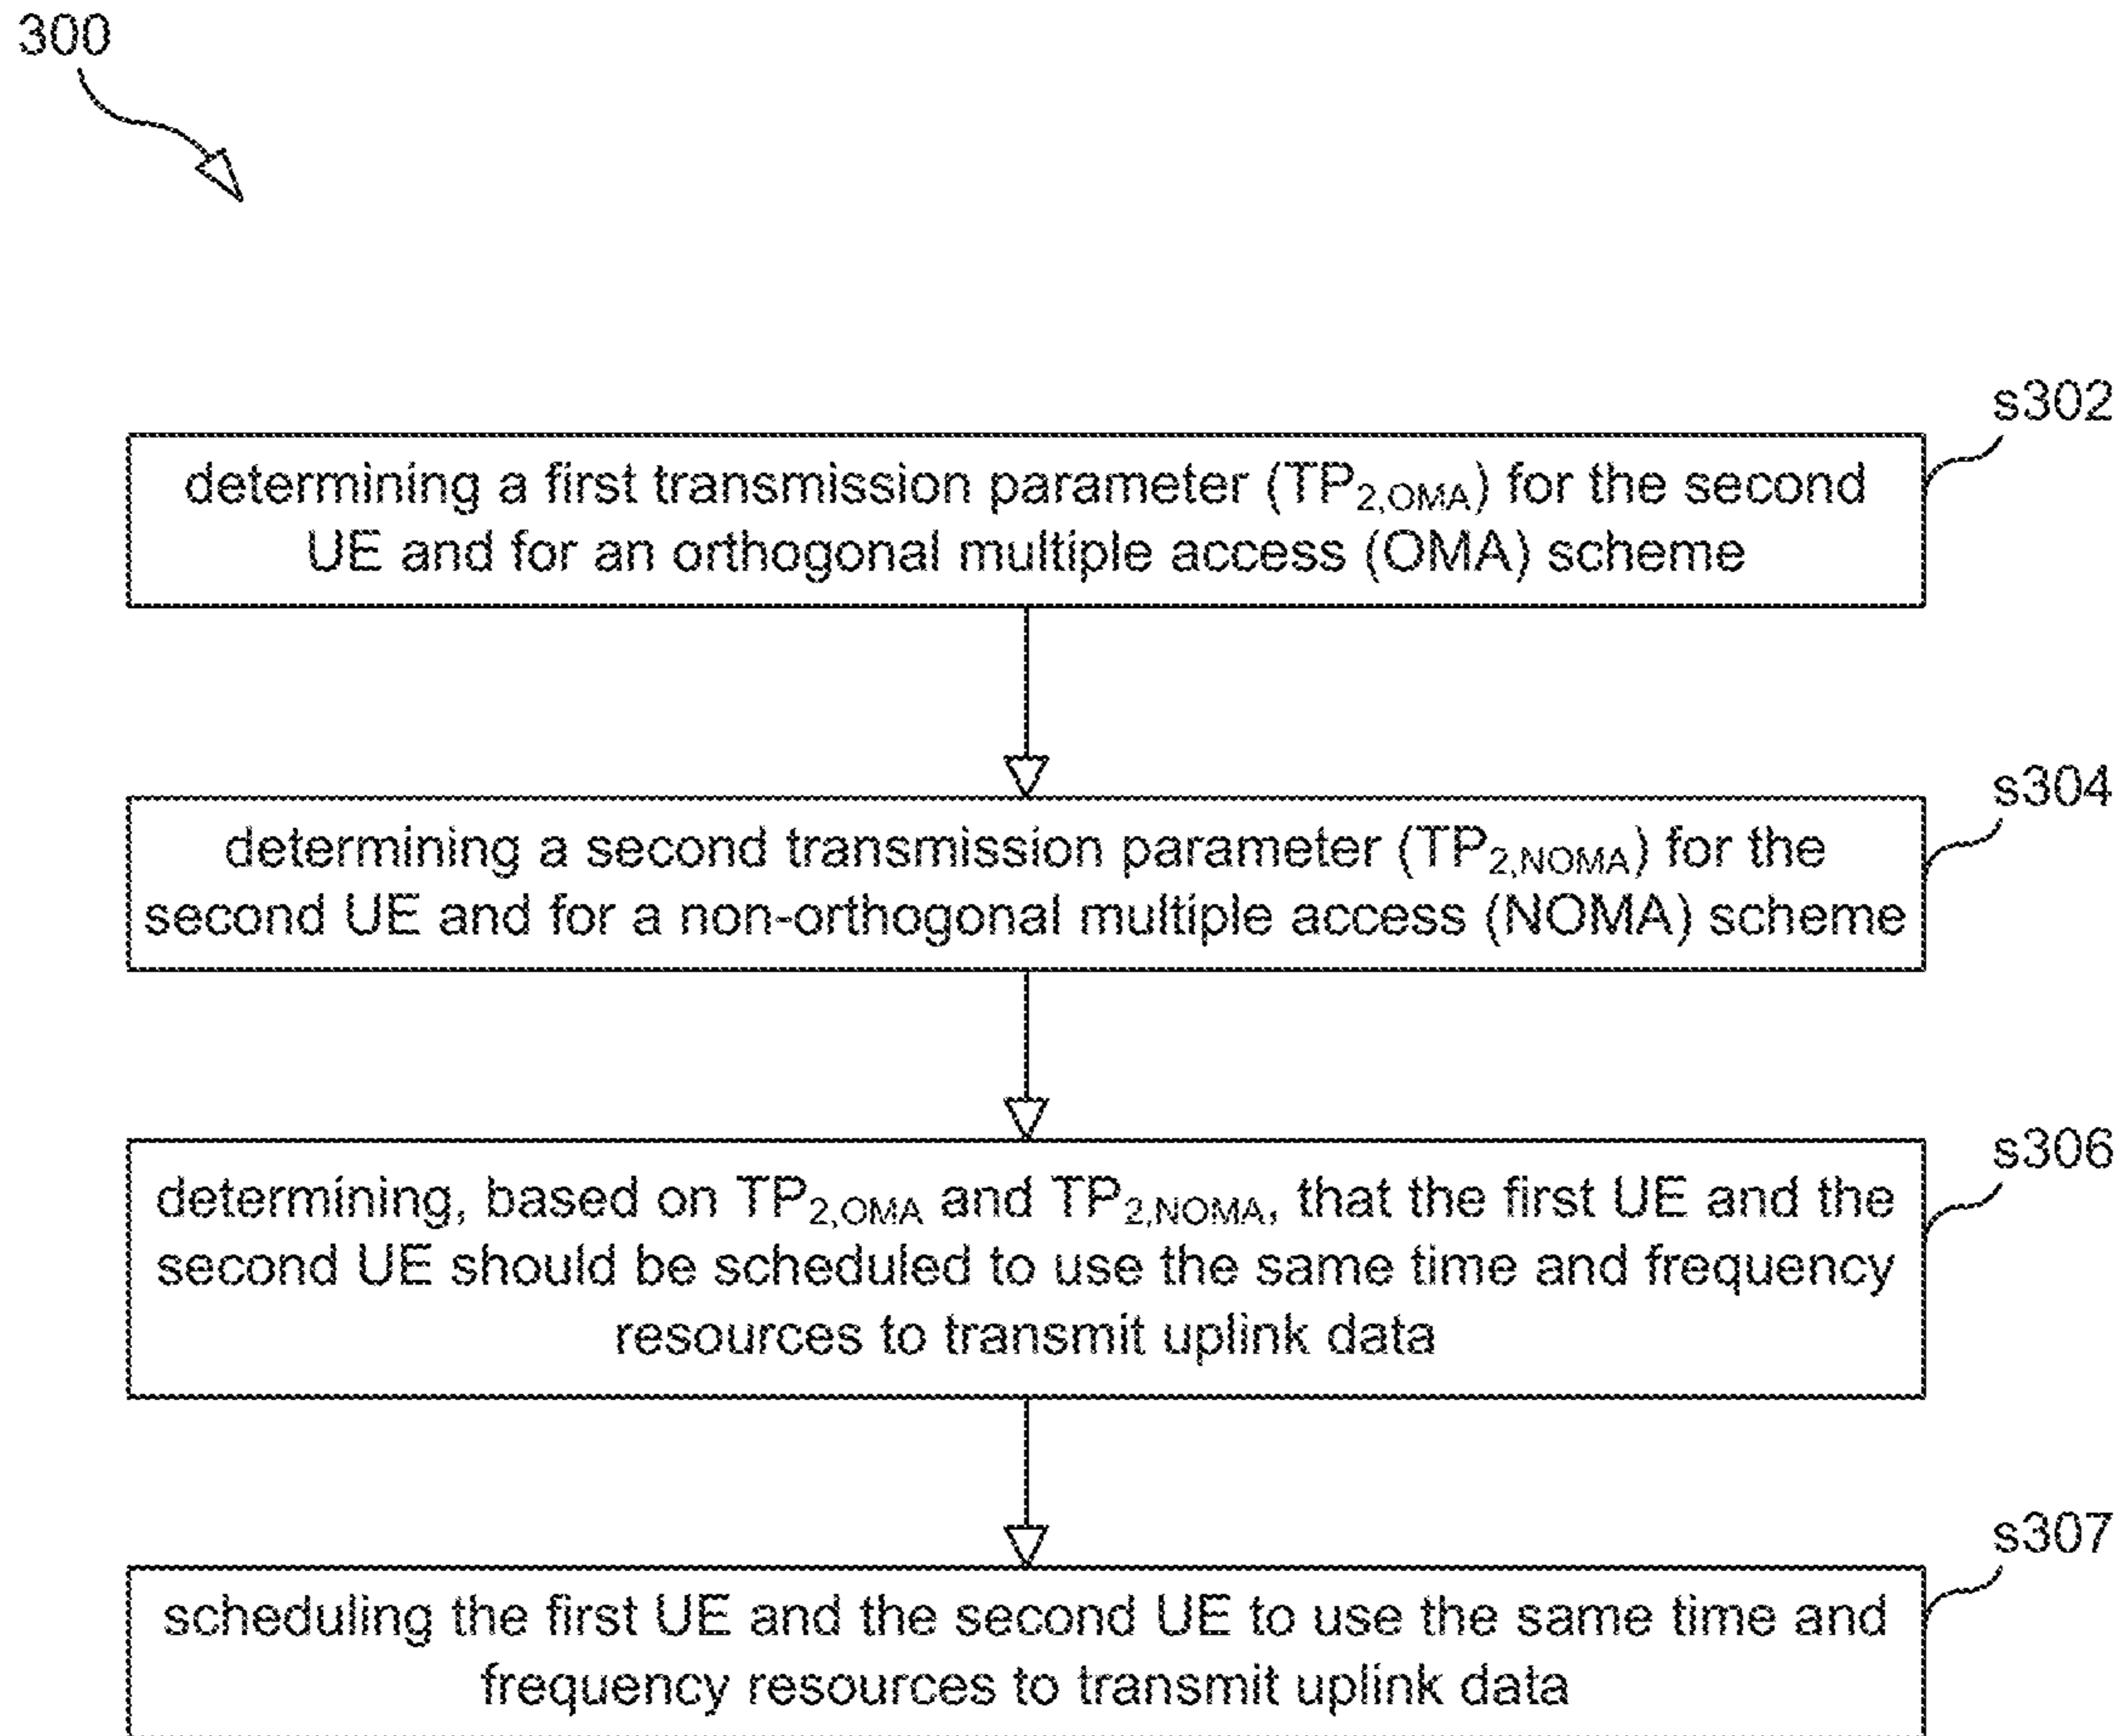 300
s302
determining a first transmission parameter (TP2,OMA) for the second
UE and for an orthogonal multiple access (OMA) scheme
s304
determining a second transmission parameter (TP2,NOMA) for the
second UE and for a non-orthogonal multiple access (NOMA) scheme
s306
determining, based on TP2,OMA and TP2,NOMA, that the first UE and the
second UE should be scheduled to use the same time and frequency
resources to transmit uplink data
s307
scheduling the first UE and the second UE to use the same time and
frequency resources to transmit uplink data